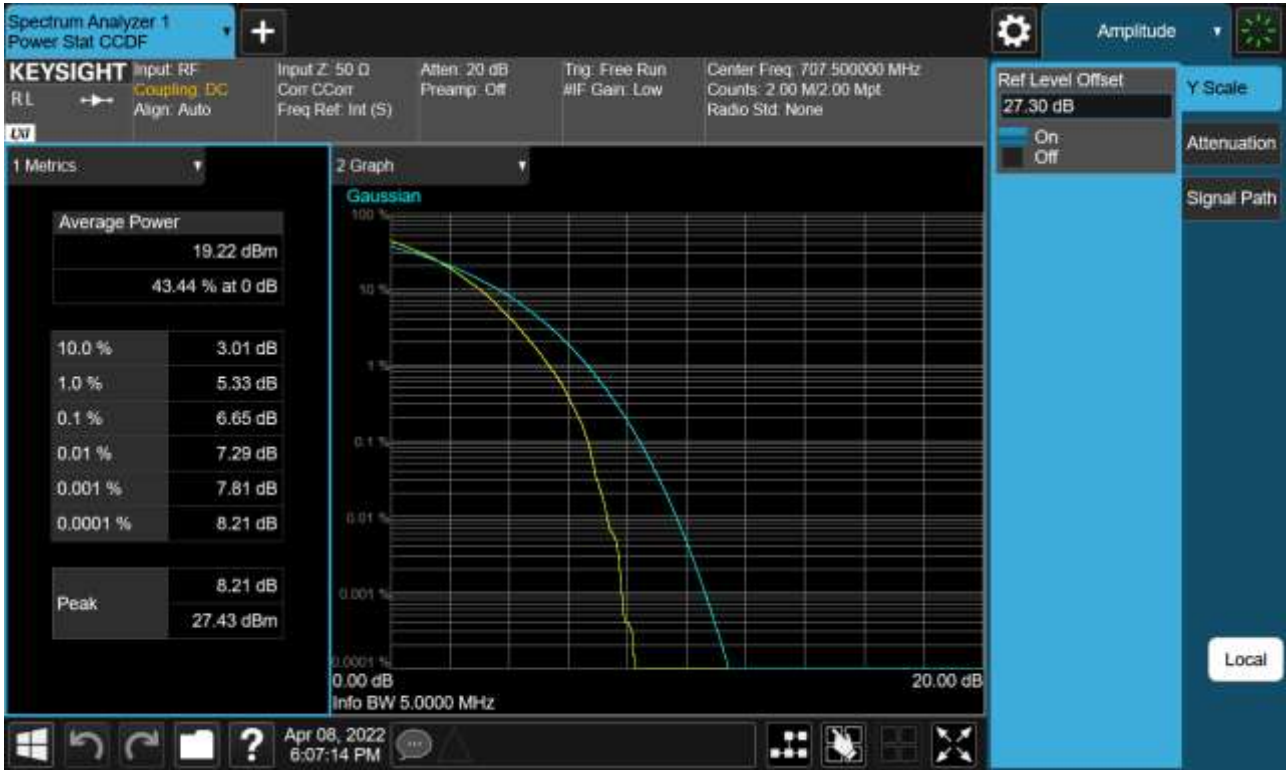 Spectrum Analyzer 1
Power Stat CCDF
+
Amplitude
KEYSIGHT
RL
LXI
Input: RF
Coupling: DC
Align: Auto
Input Z: 50 Ω
Corr CCorr
Freq Ref: Int (S)
Atten: 20 dB
Preamp: Off
Trig: Free Run
#IF Gain: Low
Center Freq: 707.500000 MHz
Counts: 2.00 M/2.00 Mpt
Radio Std: None
Ref Level Offset
27.30 dB
On
Off
Y Scale
Attenuation
Signal Path
1 Metrics
Average Power
19.22 dBm
43.44 % at 0 dB
10.0 % 3.01 dB
1.0 % 5.33 dB
0.1 % 6.65 dB
0.01 % 7.29 dB
0.001 % 7.81 dB
0.0001 % 8.21 dB
Peak
8.21 dB
27.43 dBm
2 Graph
Gaussian
100 %
10 %
1 %
0.1 %
0.01 %
0.001 %
0.0001 %
0.00 dB 20.00 dB
Info BW 5.0000 MHz
Local
?
Apr 08, 2022
6:07:14 PM